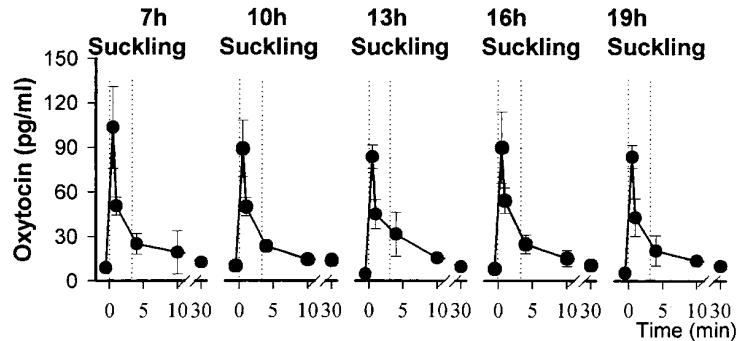 7h 10h 13h 16h 19h
Suckling Suckling Suckling Suckling Suckling
150
120
90
60
30
0
Oxytocin (pg/ml)
0 5 10 30 0 5 10 30 0 5 10 30 0 5 10 30 0 5 10 30
Time (min)